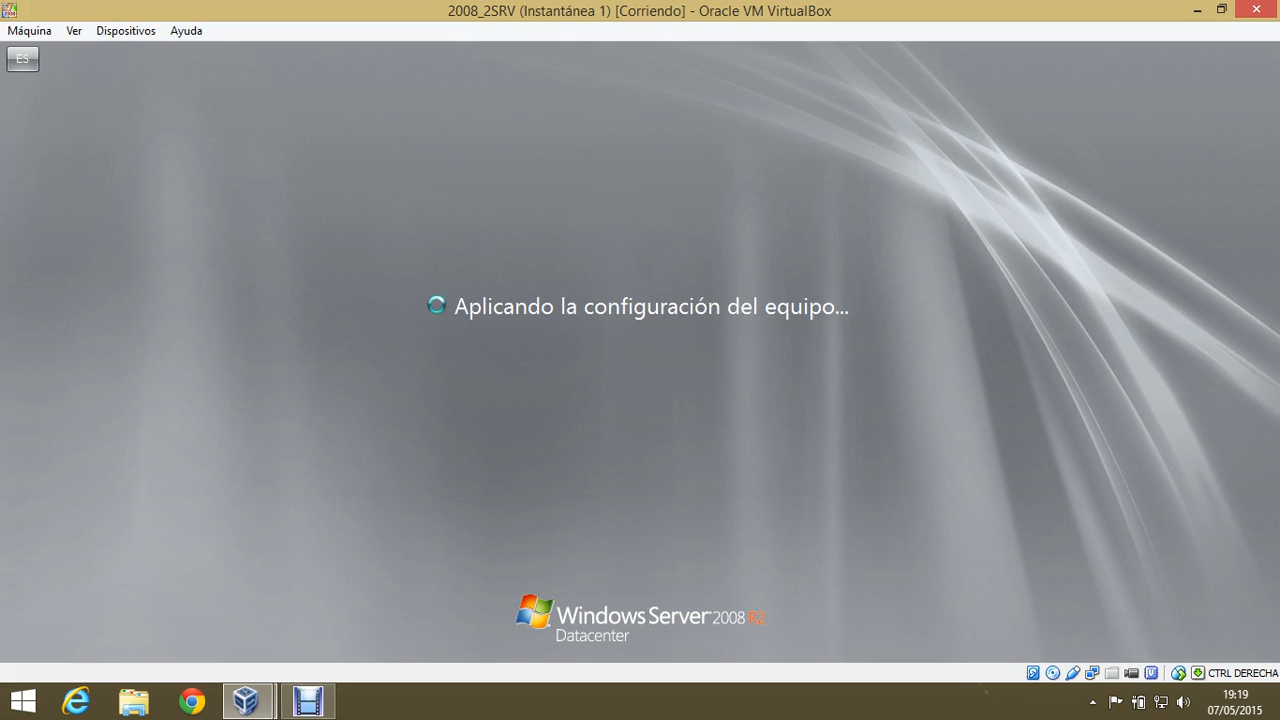 2008_2SRV (Instantánea 1) [Corriendo] - Oracle VM VirtualBox
Máquina Ver Dispositivos Ayuda
ES
Aplicando la configuración del equipo...
Windows Server 2008 R2
Datacenter
CTRL DERECHA
19:19
07/05/2015